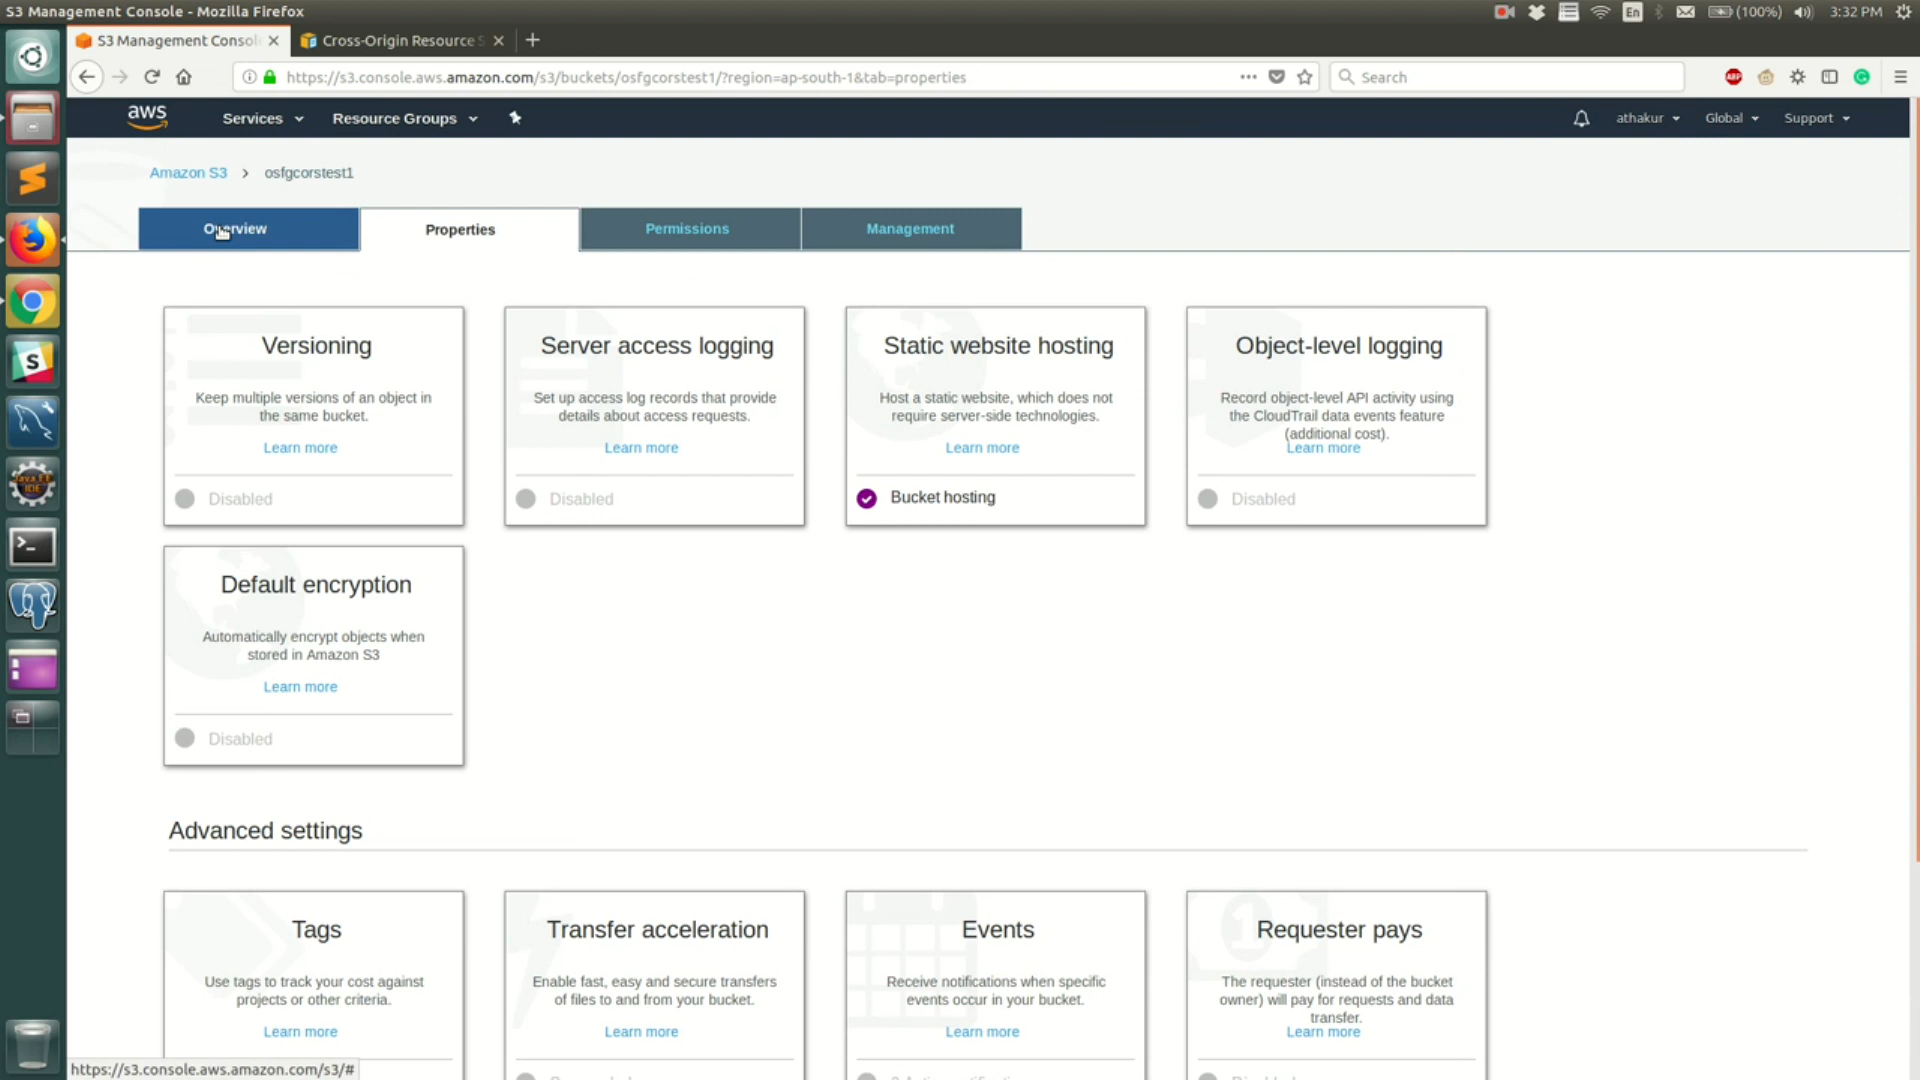 S3 Management Console - Mozilla Firefox
En
(100%)
3:32 PM
S3 Management Consol
Cross-Origin Resource S
https://s3.console.aws.amazon.com/s3/buckets/osfgcorstest1/?region=ap-south-1&tab=properties
Search
ABP
aws
Services
Resource Groups
athakur
Global
Support
Amazon S3 > osfgcorstest1
Overview
Properties
Permissions
Management
Versioning
Keep multiple versions of an object in
the same bucket.
Learn more
Disabled
Server access logging
Set up access log records that provide
details about access requests.
Learn more
Disabled
Static website hosting
Host a static website, which does not
require server-side technologies.
Learn more
Bucket hosting
Object-level logging
Record object-level API activity using
the CloudTrail data events feature
(additional cost).
Learn more
Disabled
Default encryption
Automatically encrypt objects when
stored in Amazon S3
Learn more
Disabled
Advanced settings
Tags
Use tags to track your cost against
projects or other criteria.
Learn more
Transfer acceleration
Enable fast, easy and secure transfers
of files to and from your bucket.
Learn more
Events
Receive notifications when specific
events occur in your bucket.
Learn more
Requester pays
The requester (instead of the bucket
owner) will pay for requests and data
transfer.
Learn more
https://s3.console.aws.amazon.com/s3/#